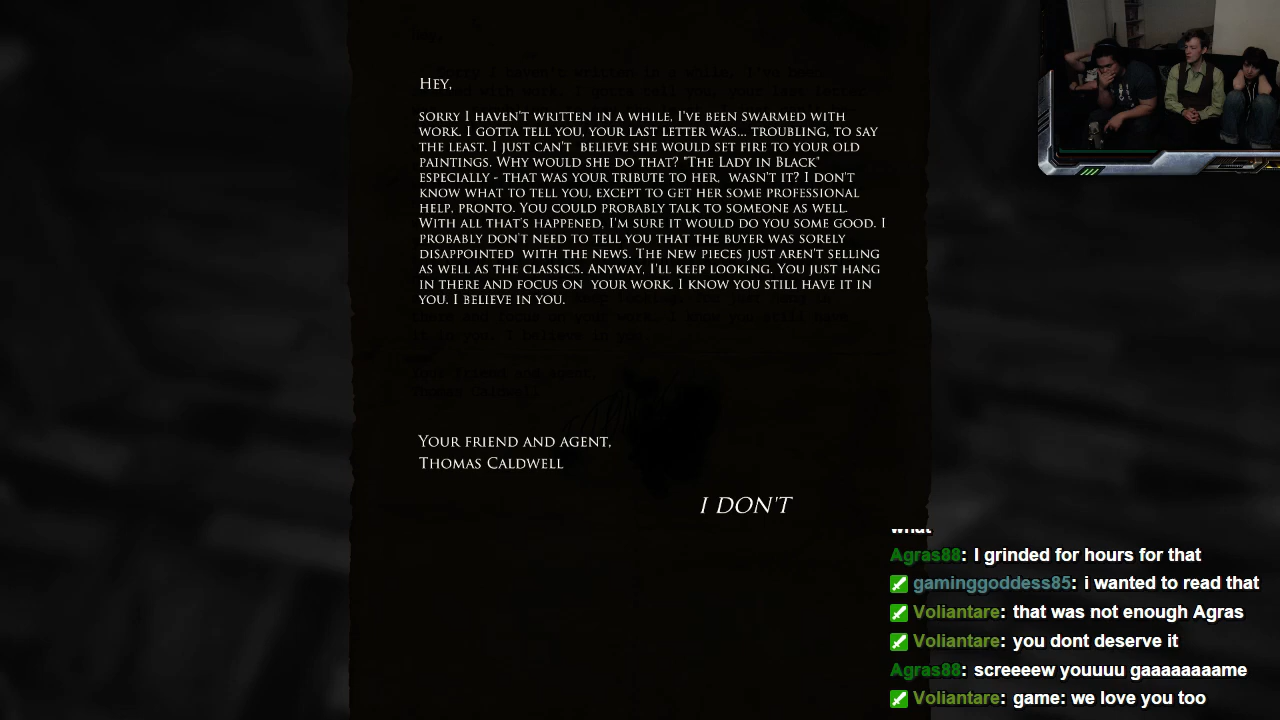 HEY,
SORRY I HAVEN'T WRITTEN IN A WHILE, I'VE BEEN SWARMED WITH
WORK. I GOTTA TELL YOU, YOUR LAST LETTER WAS... TROUBLING, TO SAY
THE LEAST. I JUST CAN'T BELIEVE SHE WOULD SET FIRE TO YOUR OLD
PAINTINGS. WHY WOULD SHE DO THAT? "THE LADY IN BLACK"
ESPECIALLY - THAT WAS YOUR TRIBUTE TO HER, WASN'T IT? I DON'T
KNOW WHAT TO TELL YOU, EXCEPT TO GET HER SOME PROFESSIONAL
HELP, PRONTO. YOU COULD PROBABLY TALK TO SOMEONE AS WELL.
WITH ALL THAT'S HAPPENED, I'M SURE IT WOULD DO YOU SOME GOOD. I
PROBABLY DON'T NEED TO TELL YOU THAT THE BUYER WAS SORELY
DISAPPOINTED WITH THE NEWS. THE NEW PIECES JUST AREN'T SELLING
AS WELL AS THE CLASSICS. ANYWAY, I'LL KEEP LOOKING. YOU JUST HANG
IN THERE AND FOCUS ON YOUR WORK. I KNOW YOU STILL HAVE IT IN
YOU. I BELIEVE IN YOU.
YOUR FRIEND AND AGENT,
THOMAS CALDWELL
I DON'T
what
Agras88: I grinded for hours for that
gaminggoddess85: i wanted to read that
Voliantare: that was not enough Agras
Voliantare: you dont deserve it
Agras88: screeeew youuuu gaaaaaaaame
Voliantare: game: we love you too